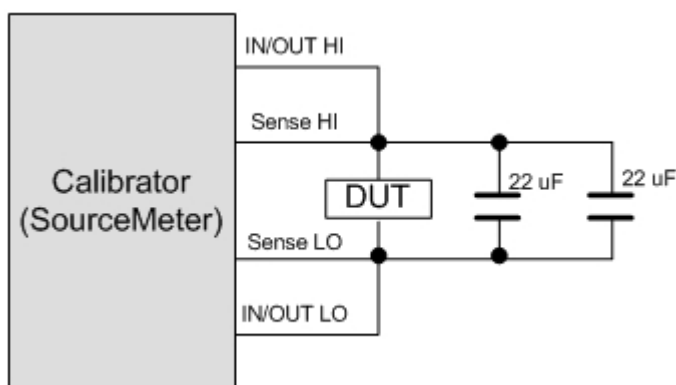 IN/OUT HI
Sense HI
Calibrator
(SourceMeter)
DUT
22 uF
22 uF
Sense LO
IN/OUT LO